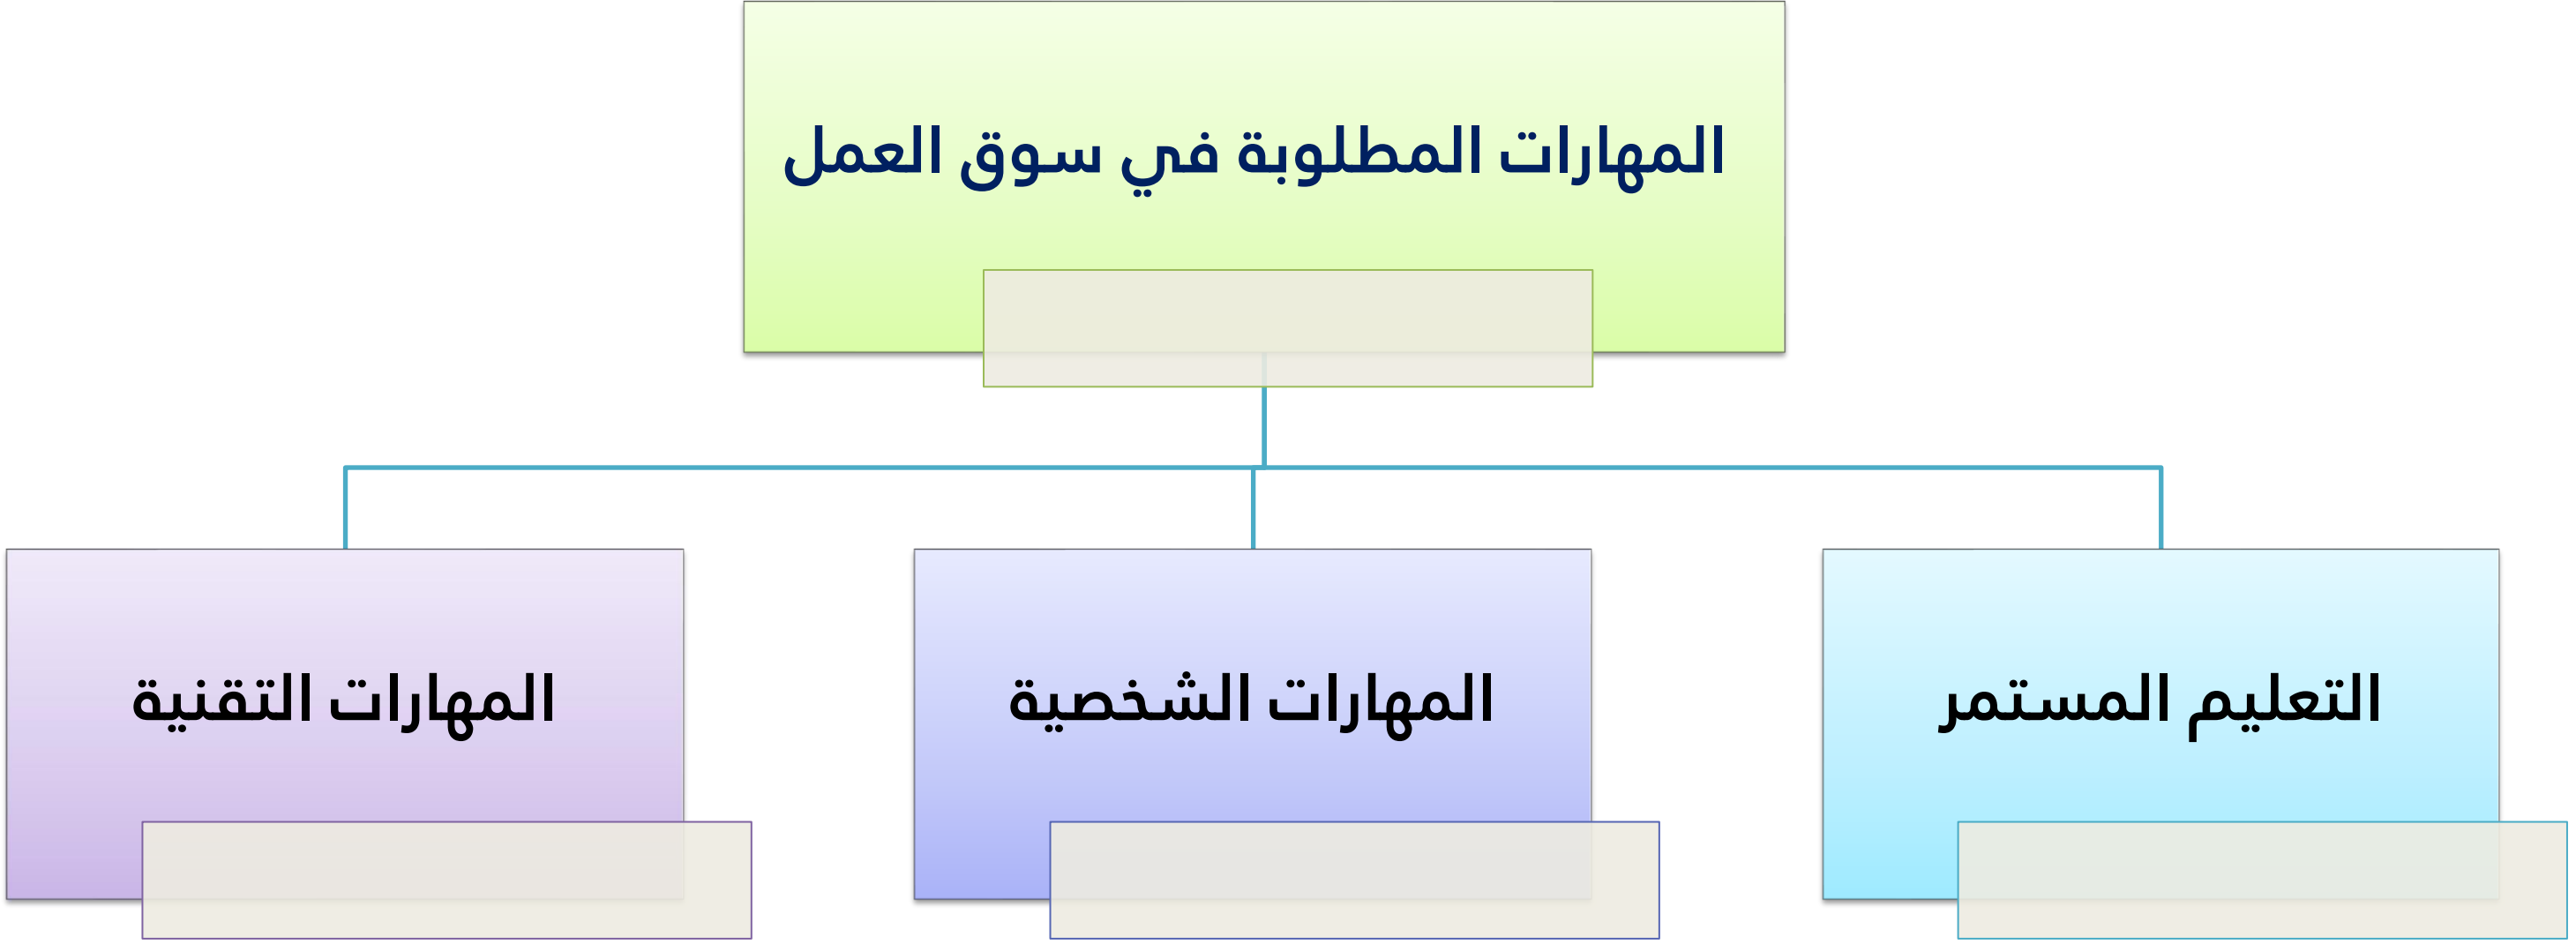 المهارات المطلوبة في سوق العمل
التعليم المستمر
المهارات الشخصية
المهارات التقنية